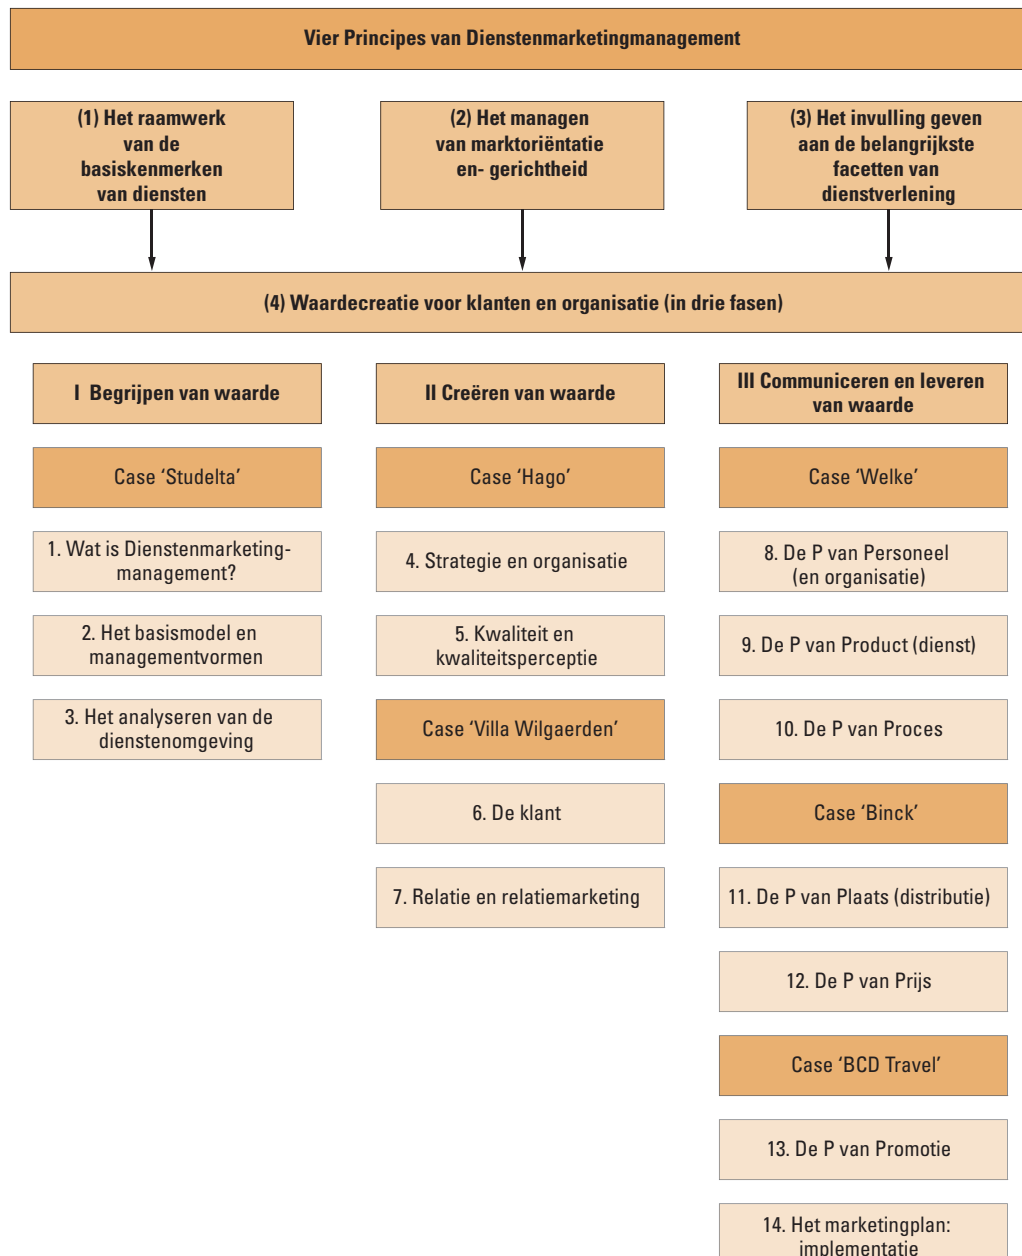 Vier Principes van Dienstenmarketingmanagement
(1) Het raamwerk
van de
basiskenmerken
van diensten
(2) Het managen
van marktoriëntatie
en- gerichtheid
(3) Het invulling geven
aan de belangrijkste
facetten van
dienstverlening
(4) Waardecreatie voor klanten en organisatie (in drie fasen)
I Begrijpen van waarde
Case ‘Studelta’
1. Wat is Dienstenmarketing-
management?
2. Het basismodel en
managementvormen
3. Het analyseren van de
dienstenomgeving
II Creëren van waarde
Case ‘Hago’
4. Strategie en organisatie
5. Kwaliteit en
kwaliteitsperceptie
Case ‘Villa Wilgaerden’
6. De klant
7. Relatie en relatiemarketing
III Communiceren en leveren
van waarde
Case ‘Welke’
8. De P van Personeel
(en organisatie)
9. De P van Product (dienst)
10. De P van Proces
Case ‘Binck’
11. De P van Plaats (distributie)
12. De P van Prijs
Case ‘BCD Travel’
13. De P van Promotie
14. Het marketingplan:
implementatie